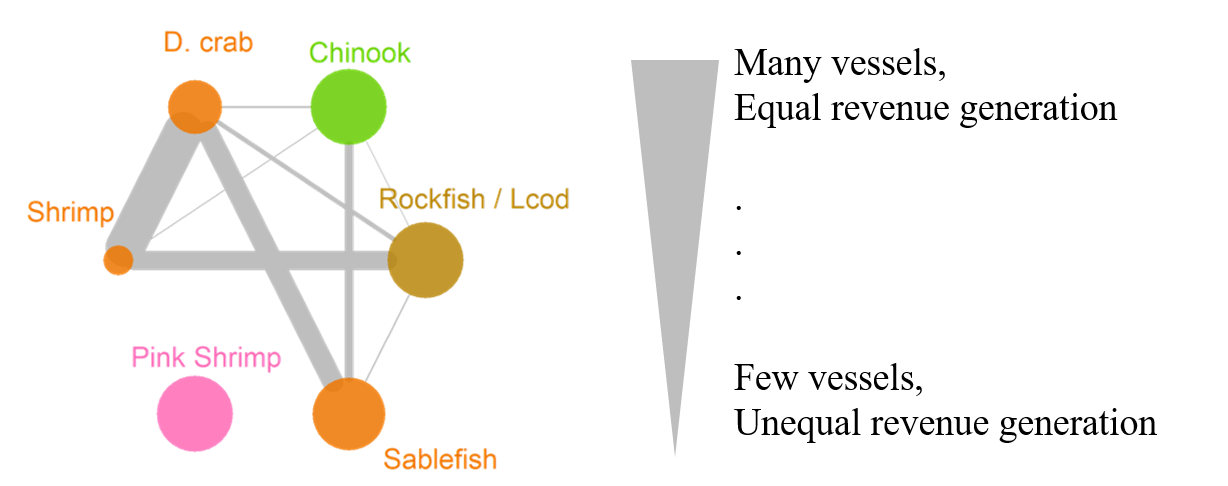 D. crab
Chinook
Rockfish / Lcod
Shrimp
Pink Shrimp
Sablefish
Many vessels,
Equal revenue generation
.
.
.
Few vessels,
Unequal revenue generation